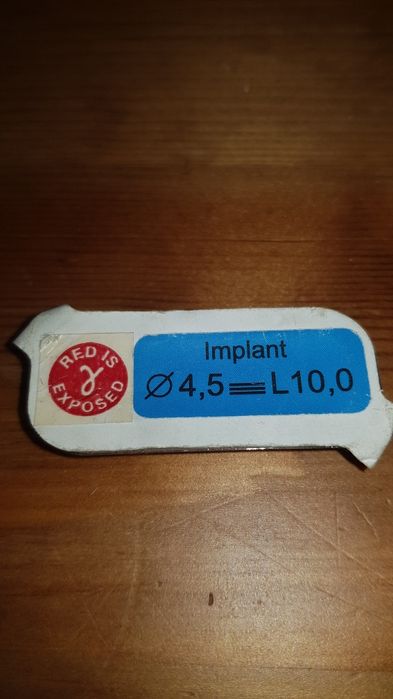 RED IS
γ
EXPOSED
Implant
Ø 4,5 ≡ L10,0